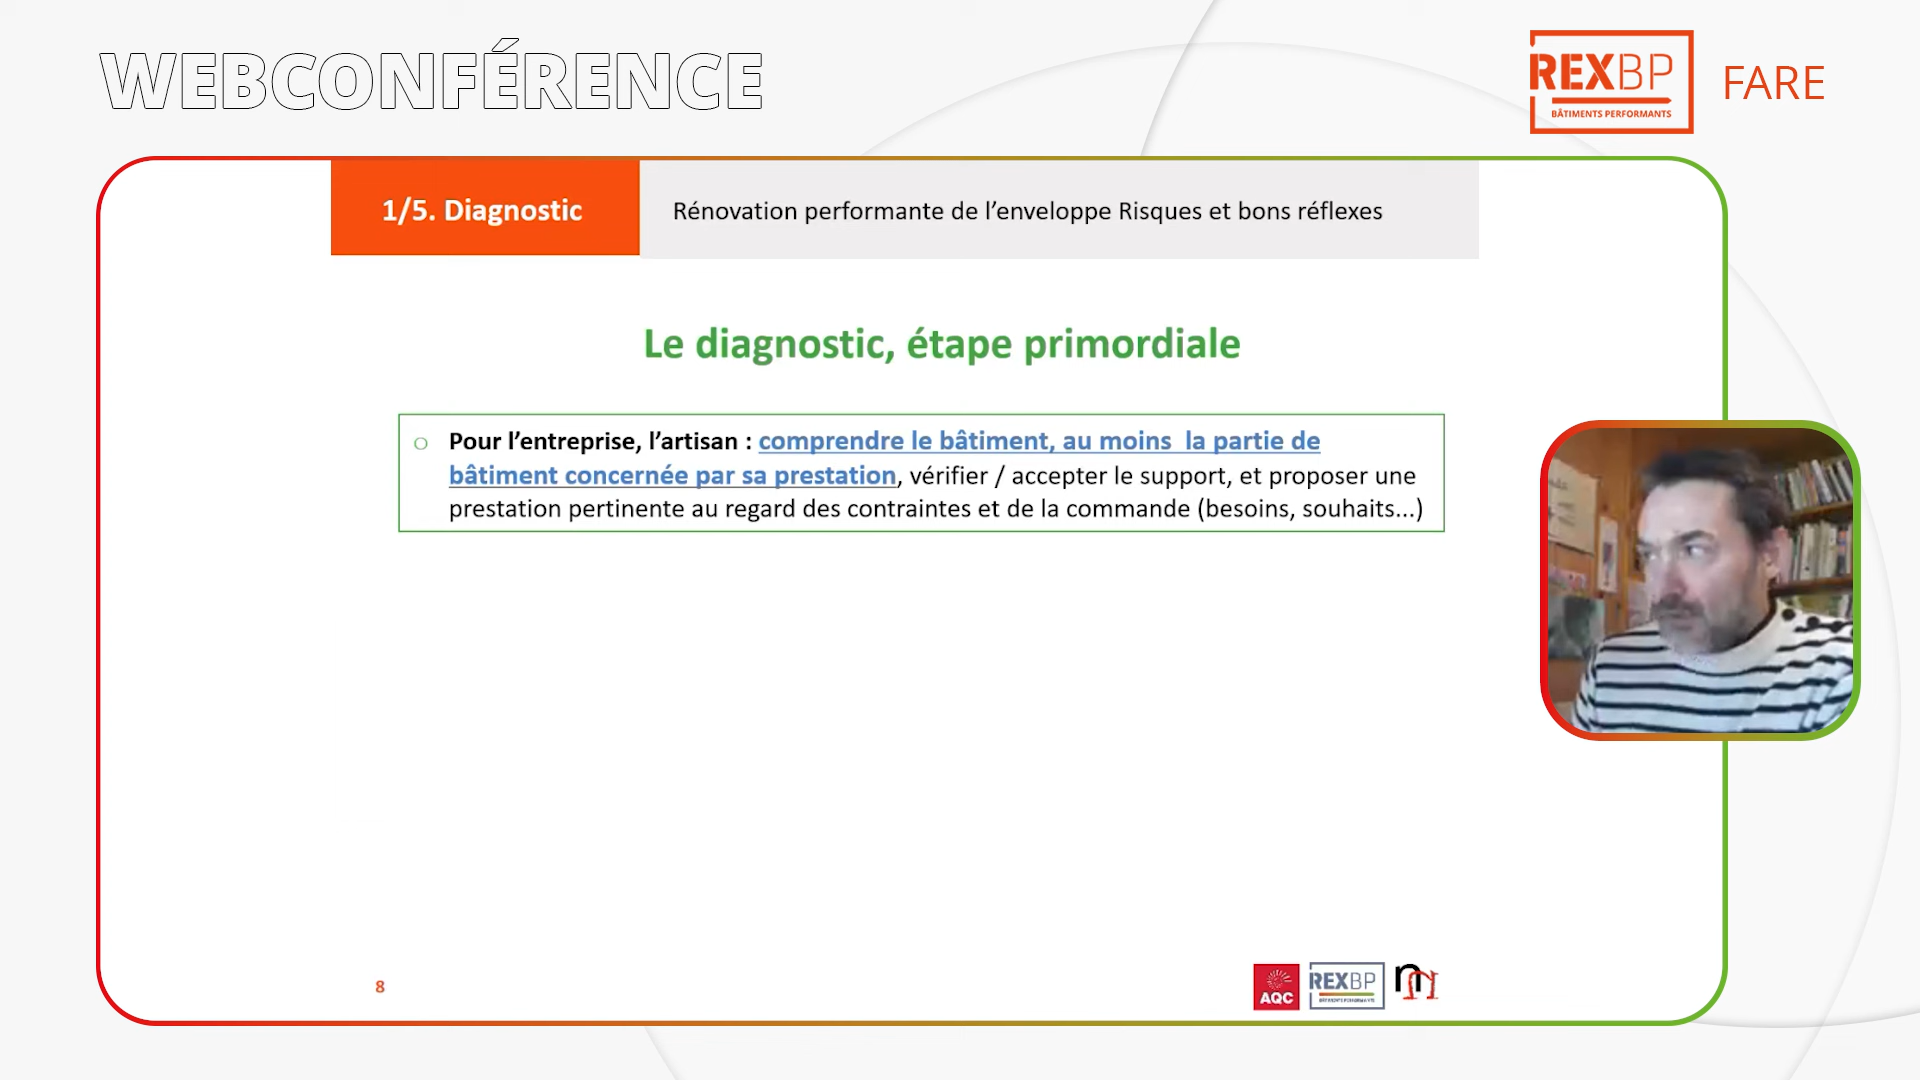 WEBCONFÉRENCE
REXBP
BÂTIMENTS PERFORMANTS
FARE
1/5. Diagnostic
Rénovation performante de l’enveloppe Risques et bons réflexes
Le diagnostic, étape primordiale
o Pour l’entreprise, l’artisan : comprendre le bâtiment, au moins  la partie de
bâtiment concernée par sa prestation, vérifier / accepter le support, et proposer une
prestation pertinente au regard des contraintes et de la commande (besoins, souhaits...)
8
AQC
REXBP
BÂTIMENTS PERFORMANTS